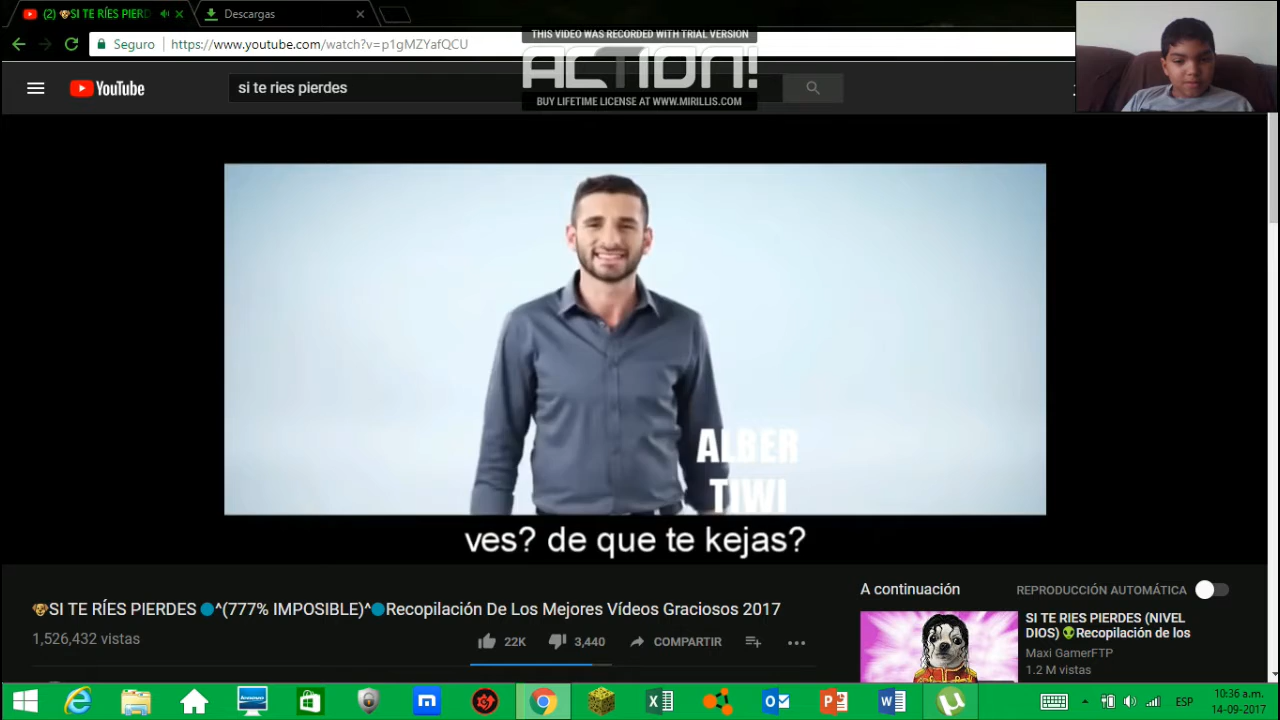 (2) SI TE RÍES PIERD
Descargas
Seguro
https://www.youtube.com/watch?v=p1gMZYafQCU
THIS VIDEO WAS RECORDED WITH TRIAL VERSION
ACTION!
BUY LIFETIME LICENSE AT WWW.MIRILLIS.COM
YouTube
si te ries pierdes
ALBER
TIWI
ves? de que te kejas?
SI TE RÍES PIERDES ^(777% IMPOSIBLE)^ Recopilación De Los Mejores Vídeos Graciosos 2017
1,526,432 vistas
22K
3,440
COMPARTIR
A continuación
REPRODUCCIÓN AUTOMÁTICA
SI TE RIES PIERDES (NIVEL
DIOS) Recopilación de los
Maxi GamerFTP
1.2 M vistas
ESP
10:36 a.m.
14-09-2017